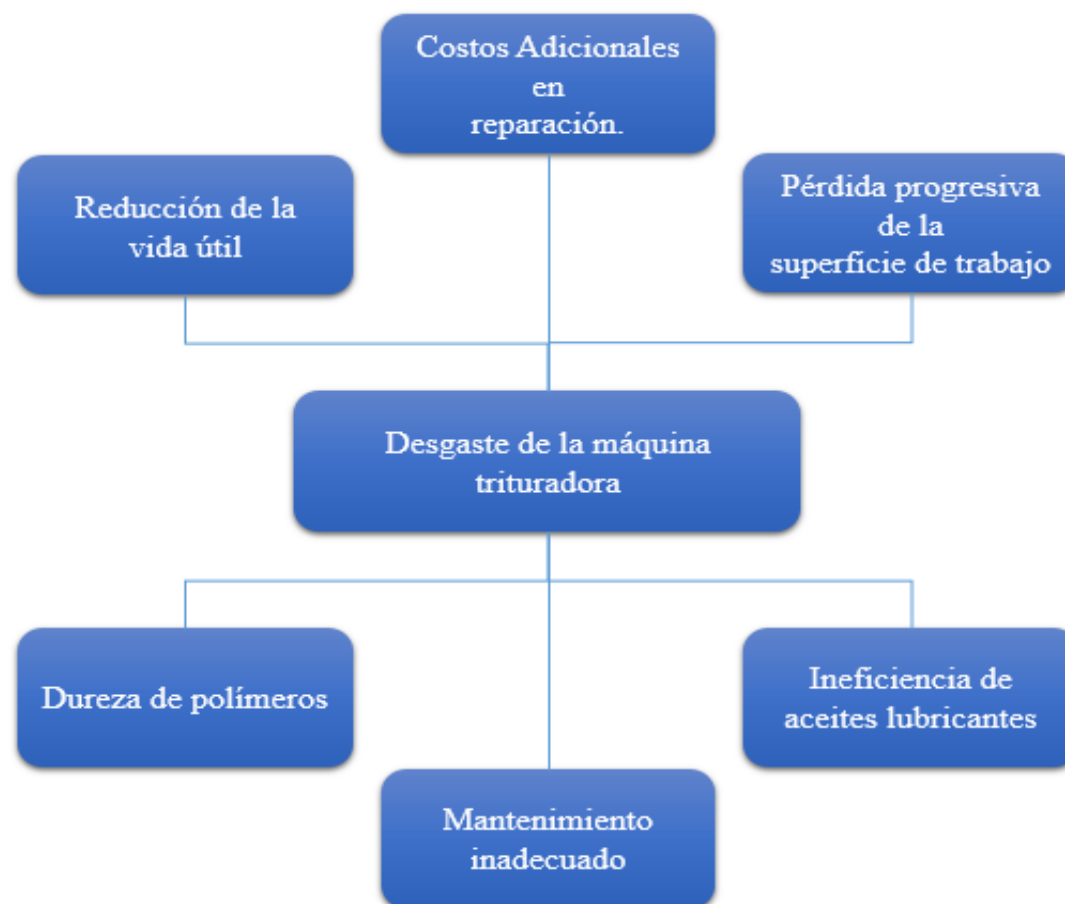 Costos Adicionales
en
reparación.
Reducción de la
vida útil
Pérdida progresiva
de la
superficie de trabajo
Desgaste de la máquina
trituradora
Dureza de polímeros
Ineficiencia de
aceites lubricantes
Mantenimiento
inadecuado